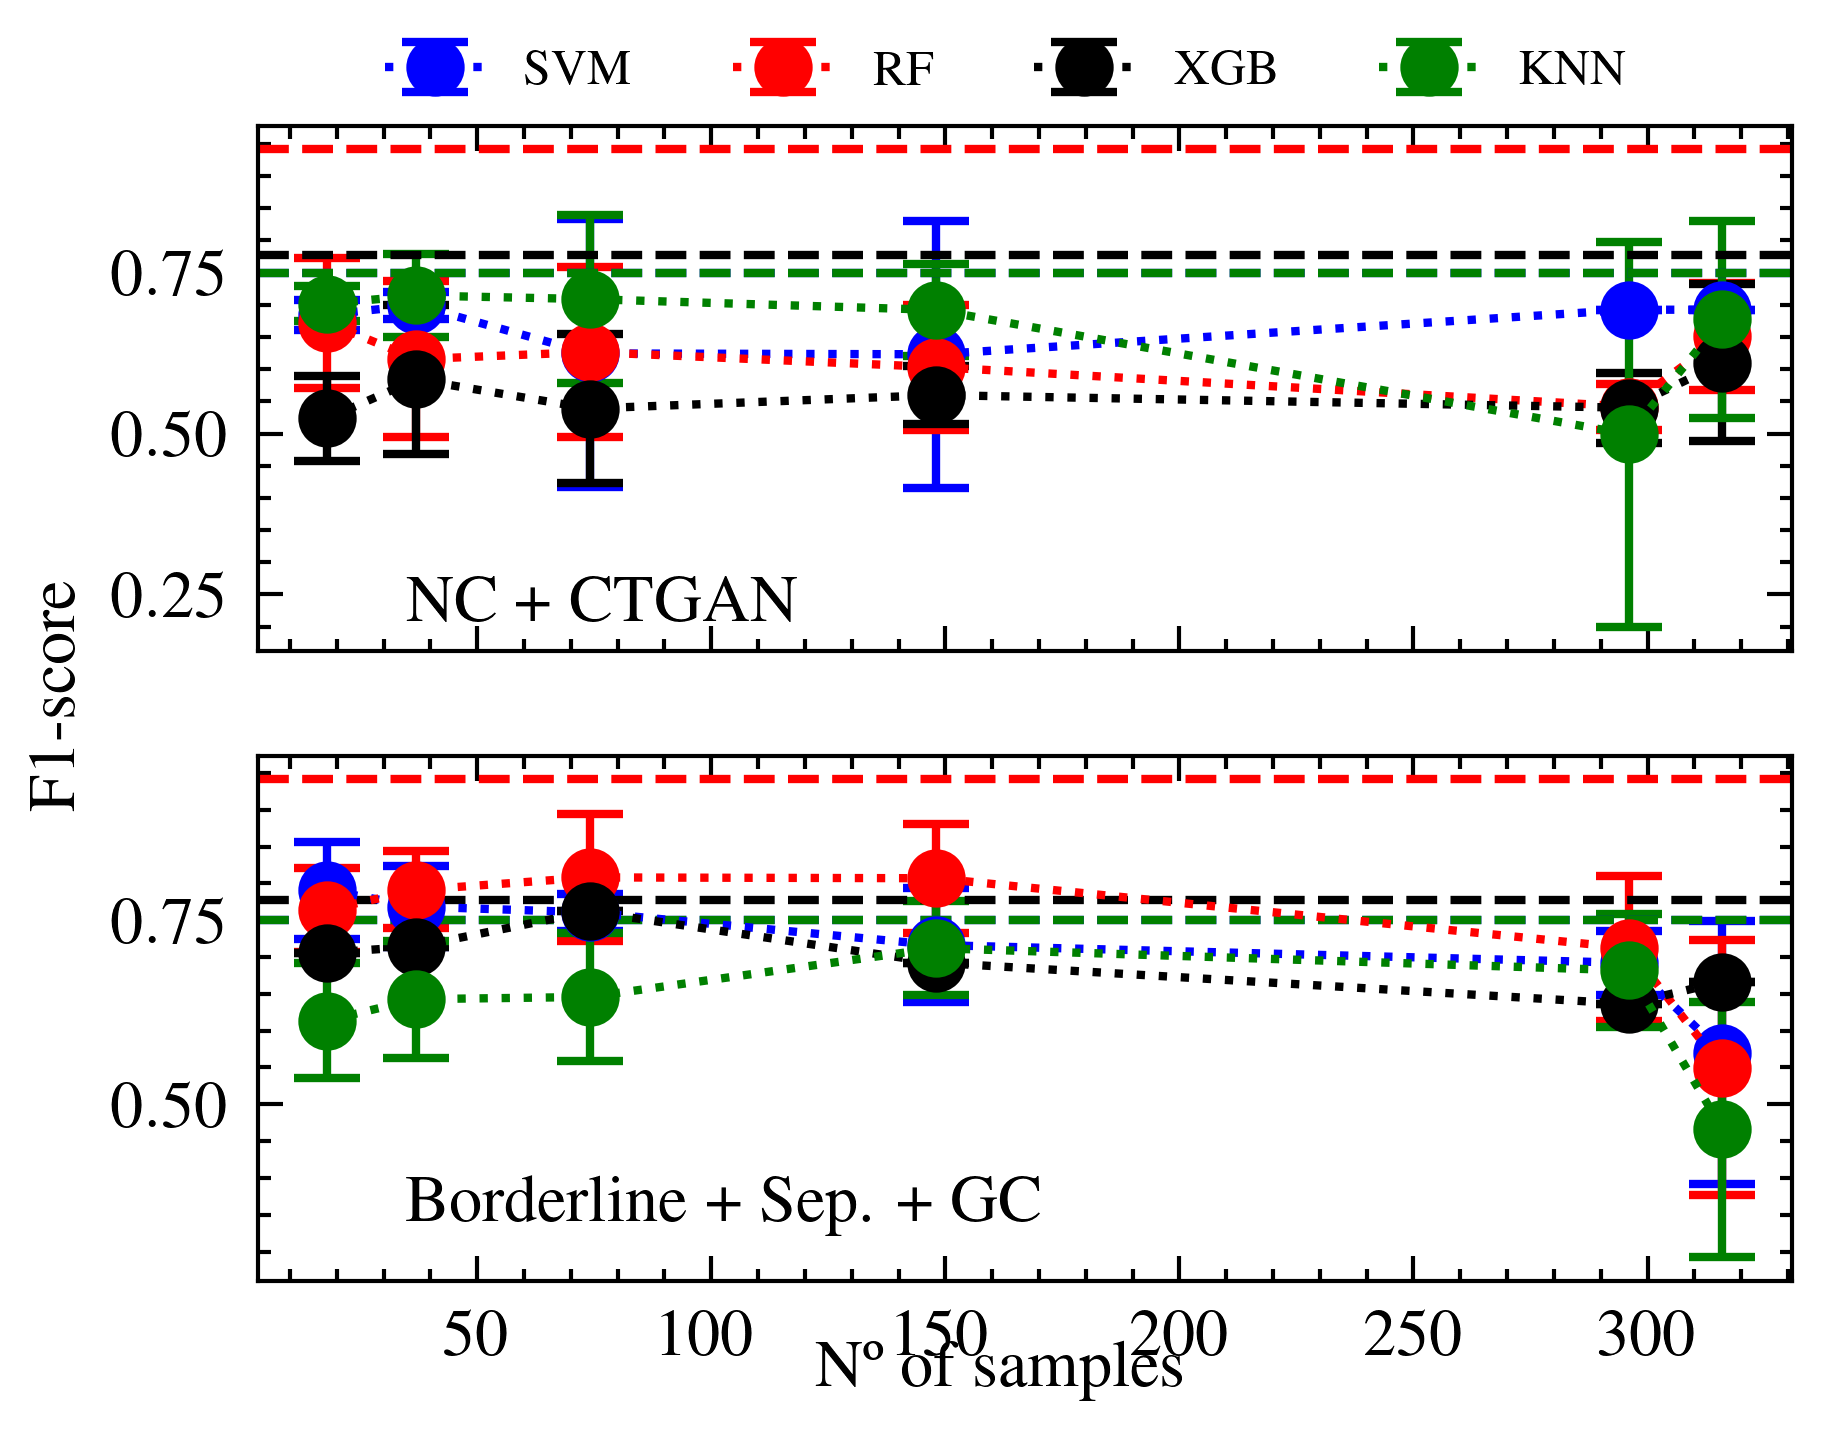 SVM RF XGB KNN
0.75
0.50
0.25
NC + CTGAN
F1-score
0.75
0.50
Borderline + Sep. + GC
50 100 150 200 250 300
Nº of samples